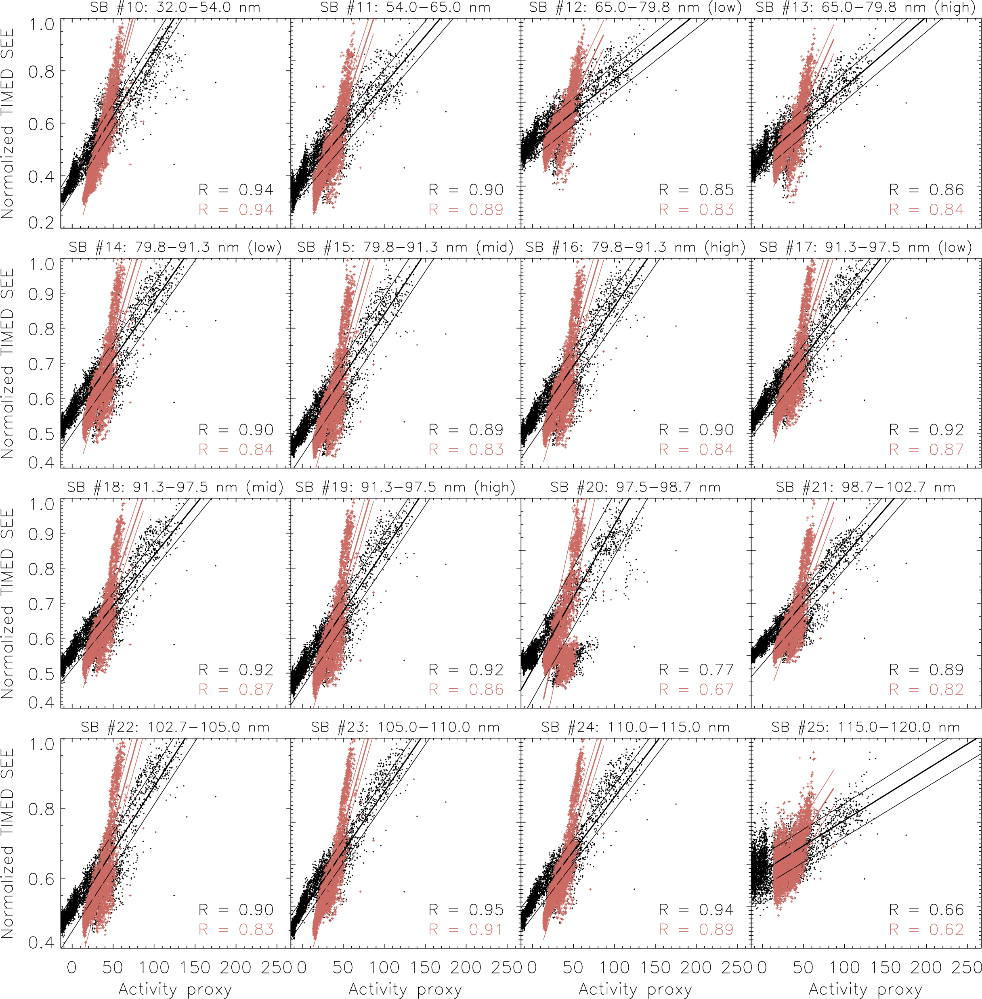 SB #10: 32.0−54.0 nm
SB #11: 54.0−65.0 nm
SB #12: 65.0−79.8 nm (low)
SB #13: 65.0−79.8 nm (high)
Normalized TIMED SEE
1.0
0.8
0.6
0.4
0.2
R = 0.94
R = 0.94
R = 0.90
R = 0.89
R = 0.85
R = 0.83
R = 0.86
R = 0.84
SB #14: 79.8−91.3 nm (low)
SB #15: 79.8−91.3 nm (mid)
SB #16: 79.8−91.3 nm (high)
SB #17: 91.3−97.5 nm (low)
Normalized TIMED SEE
1.0
0.9
0.8
0.7
0.6
0.5
0.4
R = 0.90
R = 0.84
R = 0.89
R = 0.83
R = 0.90
R = 0.84
R = 0.92
R = 0.87
SB #18: 91.3−97.5 nm (mid)
SB #19: 91.3−97.5 nm (high)
SB #20: 97.5−98.7 nm
SB #21: 98.7−102.7 nm
Normalized TIMED SEE
1.0
0.9
0.8
0.7
0.6
0.5
0.4
R = 0.92
R = 0.87
R = 0.92
R = 0.86
R = 0.77
R = 0.67
R = 0.89
R = 0.82
SB #22: 102.7−105.0 nm
SB #23: 105.0−110.0 nm
SB #24: 110.0−115.0 nm
SB #25: 115.0−120.0 nm
Normalized TIMED SEE
1.0
0.8
0.6
0.4
R = 0.90
R = 0.83
R = 0.95
R = 0.91
R = 0.94
R = 0.89
R = 0.66
R = 0.62
0 50 100 150 200 250
0 50 100 150 200 250
0 50 100 150 200 250
0 50 100 150 200 250
Activity proxy
Activity proxy
Activity proxy
Activity proxy